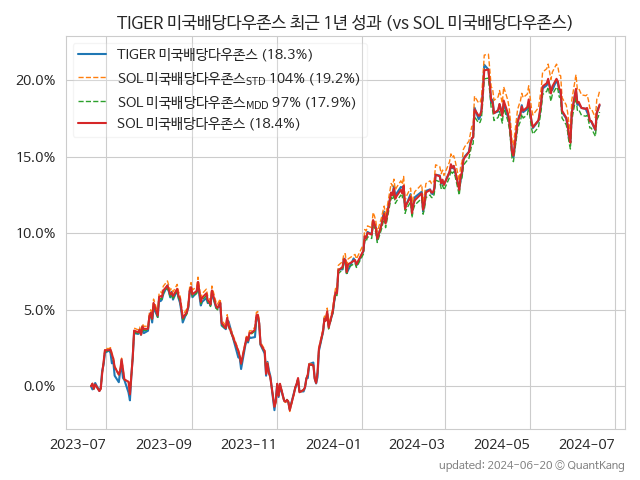 TIGER 미국배당다우존스 최근 1년 성과 (vs SOL 미국배당다우존스)
TIGER 미국배당다우존스 (18.3%)
SOL 미국배당다우존스STD 104% (19.2%)
SOL 미국배당다우존스MDD 97% (17.9%)
SOL 미국배당다우존스 (18.4%)
20.0%
15.0%
10.0%
5.0%
0.0%
2023-07 2023-09 2023-11 2024-01 2024-03 2024-05 2024-07
updated: 2024-06-20 © QuantKang